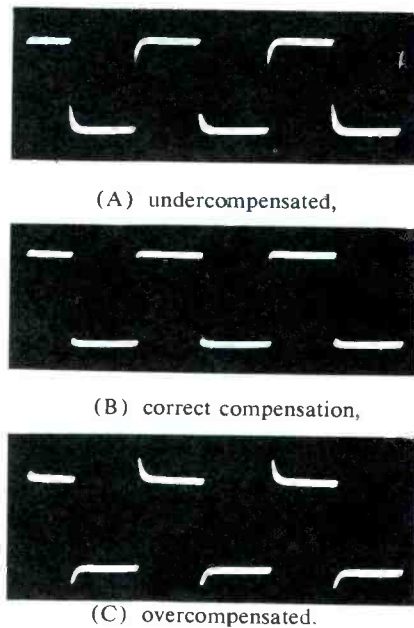 (A) undercompensated,
(B) correct compensation,
(C) overcompensated.